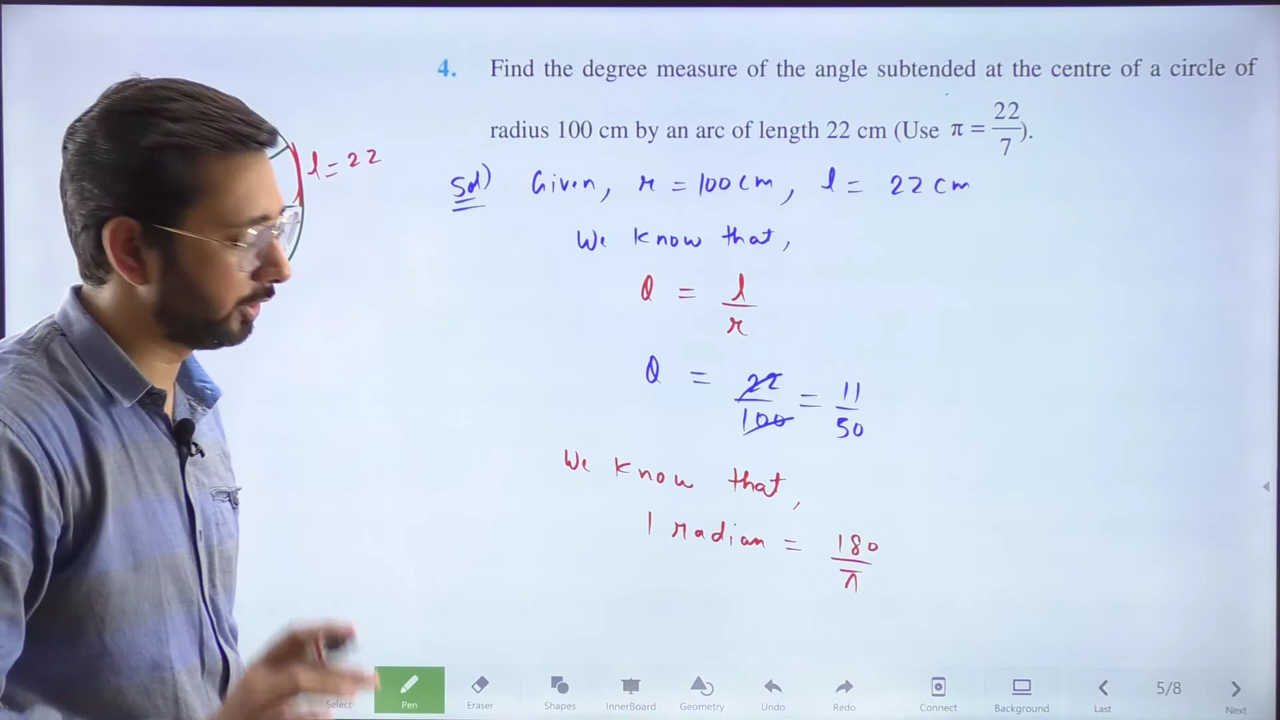 4. Find the degree measure of the angle subtended at the centre of a circle of
radius 100 cm by an arc of length 22 cm (Use π = 22/7).
l = 22
Sol) Given, r = 100 cm, l = 22 cm
We know that,
θ = l/r
θ = 22/100 = 11/50
We know that,
1 radian = 180/π
Select Pen Eraser Shapes InnerBoard Geometry Undo Redo Connect Background Last 5/8 Next